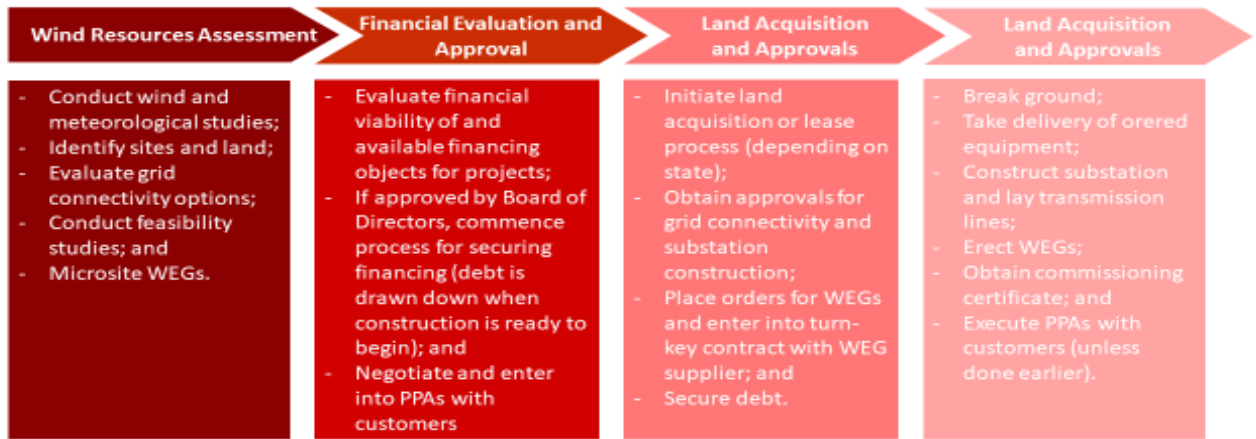 Wind Resources Assessment
- Conduct wind and
meteorological studies;
- Identify sites and land;
- Evaluate grid
connectivity options;
- Conduct feasibility
studies; and
- Microsite WEGs.
Financial Evaluation and
Approval
- Evaluate financial
viability of and
available financing
objects for projects;
- If approved by Board of
Directors, commence
process for securing
financing (debt is
drawn down when
construction is ready to
begin); and
- Negotiate and enter
into PPAs with
customers
Land Acquisition
and Approvals
- Initiate land
acquisition or lease
process (depending on
state);
- Obtain approvals for
grid connectivity and
substation
construction;
- Place orders for WEGs
and enter into turn-
key contract with WEG
supplier; and
- Secure debt.
Land Acquisition
and Approvals
- Break ground;
- Take delivery of orered
equipment;
- Construct substation
and lay transmission
lines;
- Erect WEGs;
- Obtain commissioning
certificate; and
- Execute PPAs with
customers (unless
done earlier).